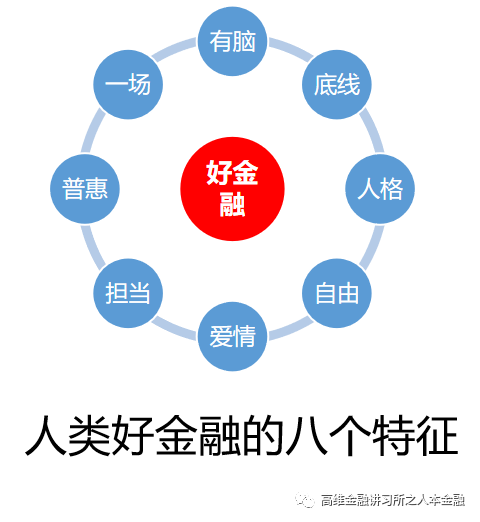 有脑
一场
底线
好金
融
普惠
人格
担当
自由
爱情
人类好金融的八个特征
高维金融讲习所之人本金融